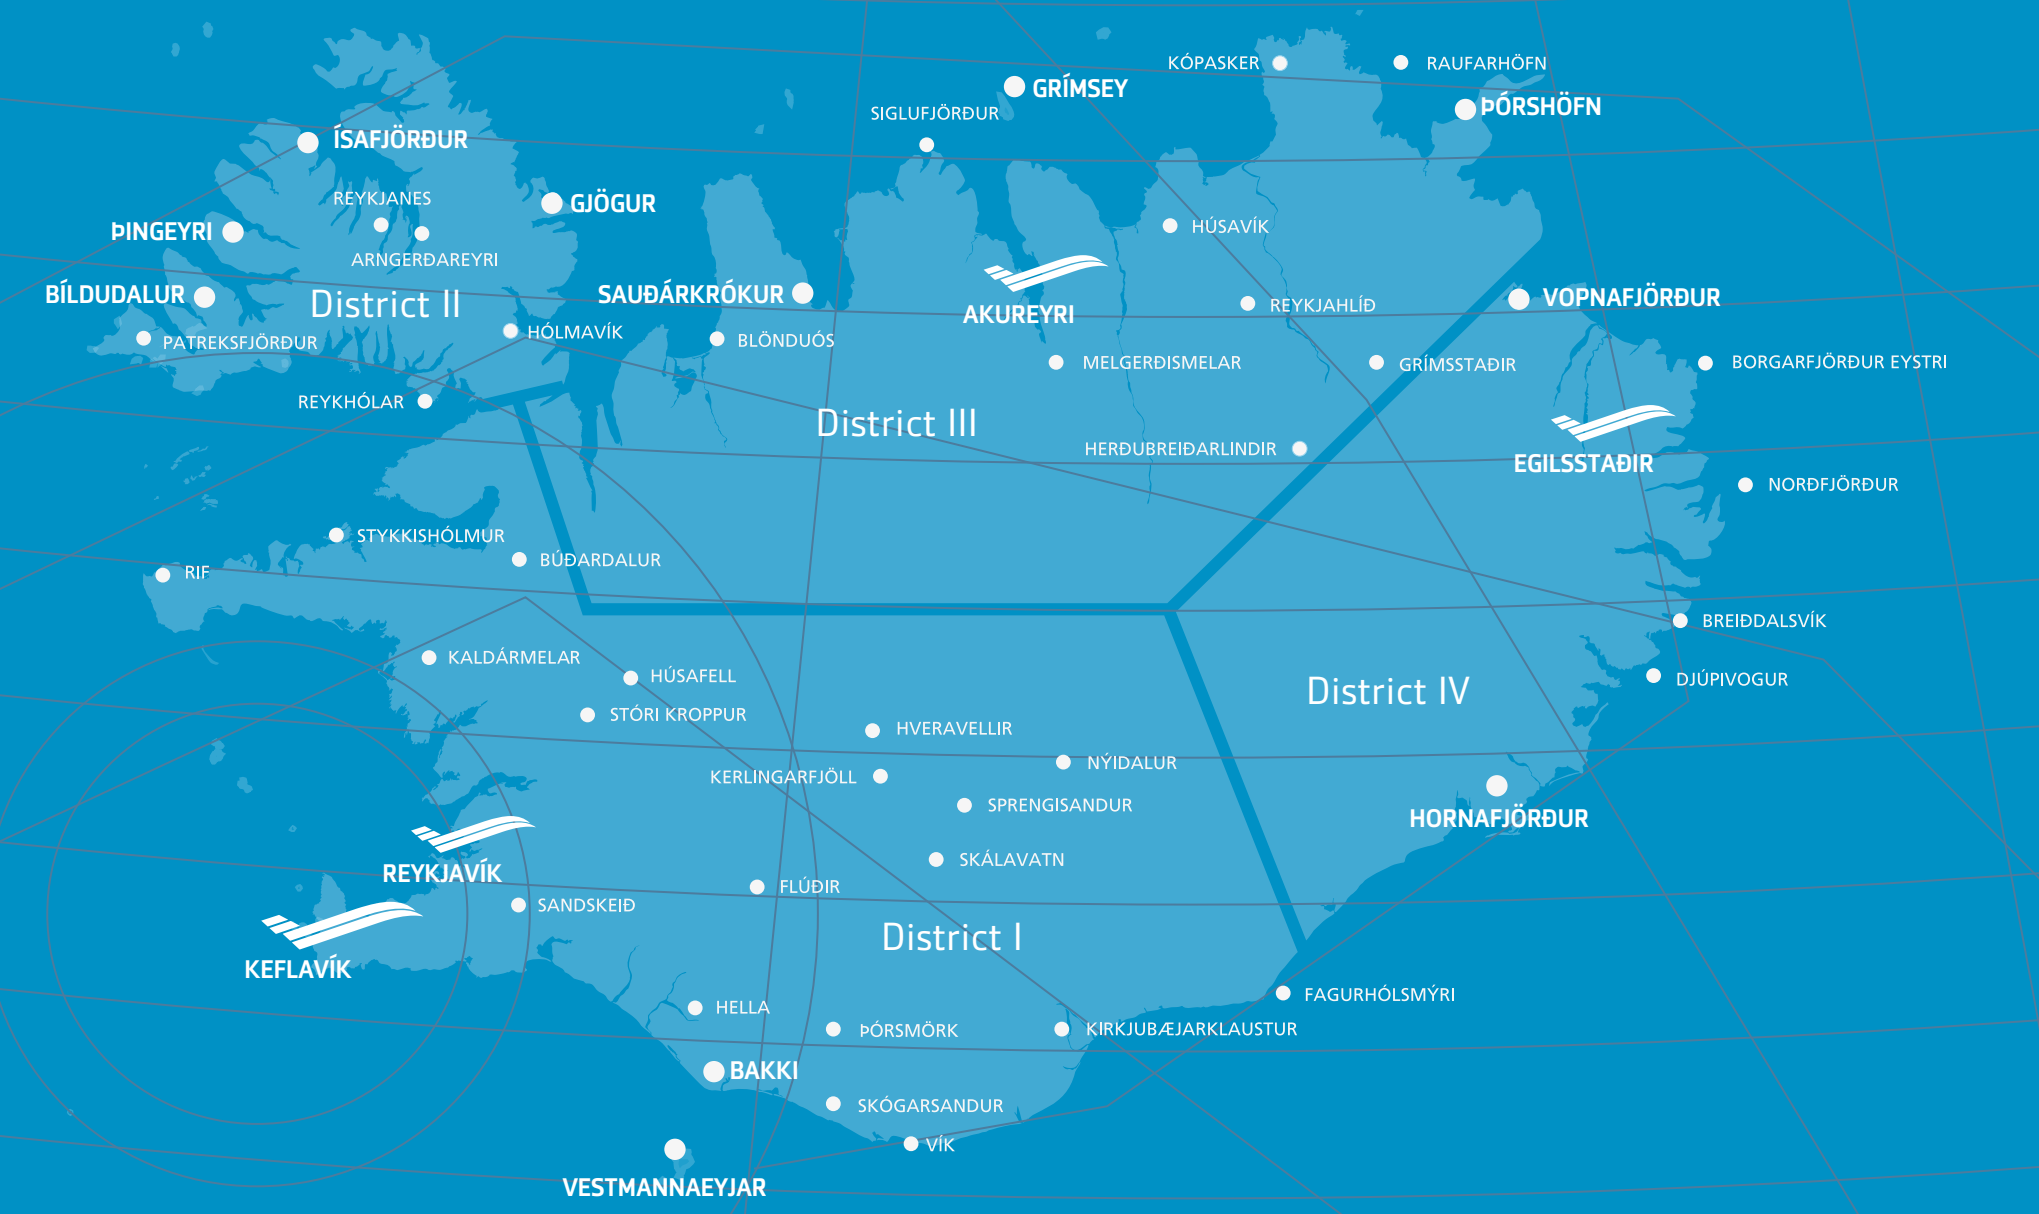 KÓPASKER
RAUFARHÖFN
GRÍMSEY
ÞÓRSHÖFN
SIGLUFJÖRÐUR
ÍSAFJÖRÐUR
REYKJANES
GJÖGUR
ÞINGEYRI
HÚSAVÍK
ARNGERÐAREYRI
BÍLDUDALUR
District II
SAUÐÁRKRÓKUR
AKUREYRI
REYKJAHLÍÐ
VOPNAFJÖRÐUR
PATREKSFJÖRÐUR
HÓLMAVÍK
BLÖNDUÓS
MELGERÐISMELAR
GRÍMSSTAÐIR
BORGARFJÖRÐUR EYSTRI
REYKHÓLAR
District III
HERÐUBREIÐARLINDIR
EGILSSTAÐIR
NORÐFJÖRÐUR
STYKKISHÓLMUR
BÚÐARDALUR
RIF
BREIÐDALSVÍK
KALDÁRMELAR
HÚSAFELL
DJÚPIVOGUR
District IV
STÓRI KROPPUR
HVERAVELLIR
NÝIDALUR
KERLINGARFJÖLL
SPRENGISANDUR
HORNAFJÖRÐUR
SKÁLAVATN
REYKJAVÍK
FLÚÐIR
SANDSKEIÐ
District I
KEFLAVÍK
FAGURHÓLSMÝRI
HELLA
ÞÓRSMÖRK
KIRKJUBÆJARKLAUSTUR
BAKKI
SKÓGARSANDUR
VÍK
VESTMANNAEYJAR